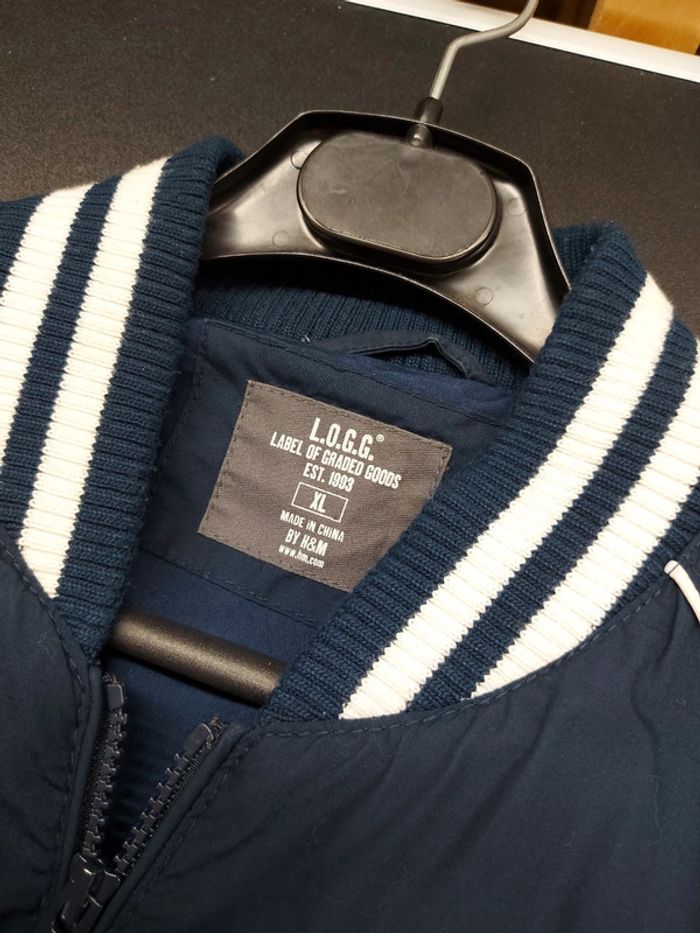 L.O.G.G.®
LABEL OF GRADED GOODS
EST. 1993
XL
MADE IN CHINA
BY H&M
www.hm.com